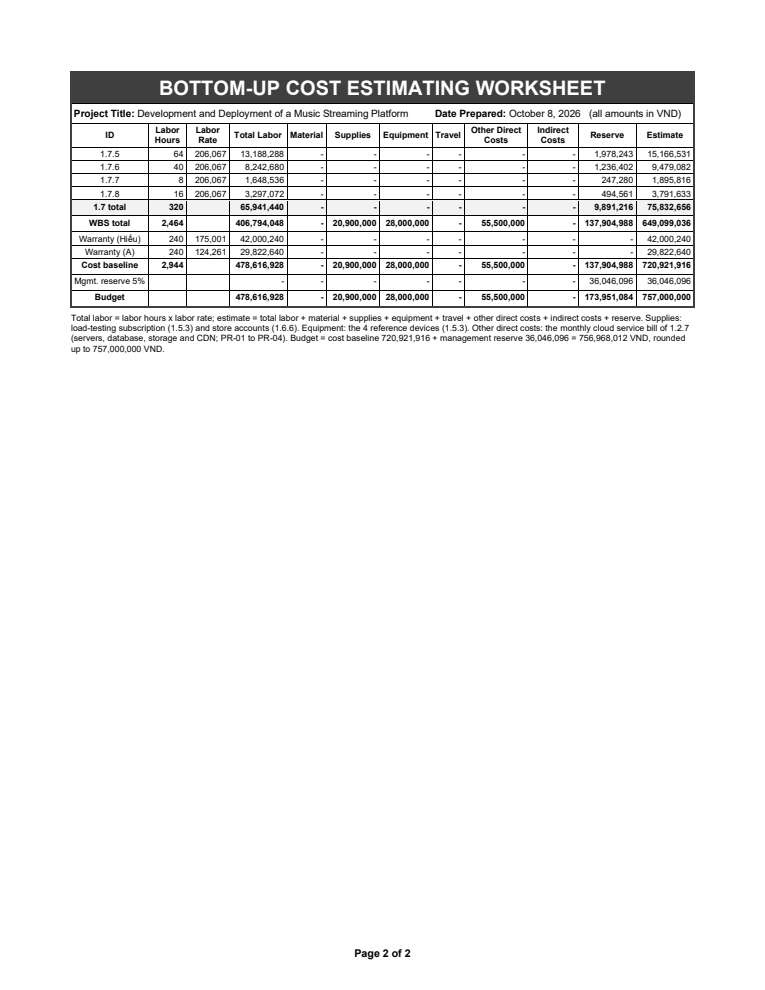 BOTTOM-UP COST ESTIMATING WORKSHEET
Project Title: Development and Deployment of a Music Streaming Platform Date Prepared: October 8, 2026 (all amounts in VND)
ID Labor Hours Labor Rate Total Labor Material Supplies Equipment Travel Other Direct Costs Indirect Costs Reserve Estimate
1.7.5 64 206,067 13,188,288 - - - - - - 1,978,243 15,166,531
1.7.6 40 206,067 8,242,680 - - - - - - 1,236,402 9,479,082
1.7.7 8 206,067 1,648,536 - - - - - - 247,280 1,895,816
1.7.8 16 206,067 3,297,072 - - - - - - 494,561 3,791,633
1.7 total 320 65,941,440 - - - - - - 9,891,216 75,832,656
WBS total 2,464 406,794,048 - 20,900,000 28,000,000 - 55,500,000 - 137,904,988 649,099,036
Warranty (Hiếu) 240 175,001 42,000,240 - - - - - - - 42,000,240
Warranty (A) 240 124,261 29,822,640 - - - - - - - 29,822,640
Cost baseline 2,944 478,616,928 - 20,900,000 28,000,000 - 55,500,000 - 137,904,988 720,921,916
Mgmt. reserve 5% - - - - - - - 36,046,096 36,046,096
Budget 478,616,928 - 20,900,000 28,000,000 - 55,500,000 - 173,951,084 757,000,000
Total labor = labor hours x labor rate; estimate = total labor + material + supplies + equipment + travel + other direct costs + indirect costs + reserve. Supplies:
load-testing subscription (1.5.3) and store accounts (1.6.6). Equipment: the 4 reference devices (1.5.3). Other direct costs: the monthly cloud service bill of 1.2.7
(servers, database, storage and CDN; PR-01 to PR-04). Budget = cost baseline 720,921,916 + management reserve 36,046,096 = 756,968,012 VND, rounded
up to 757,000,000 VND.
Page 2 of 2